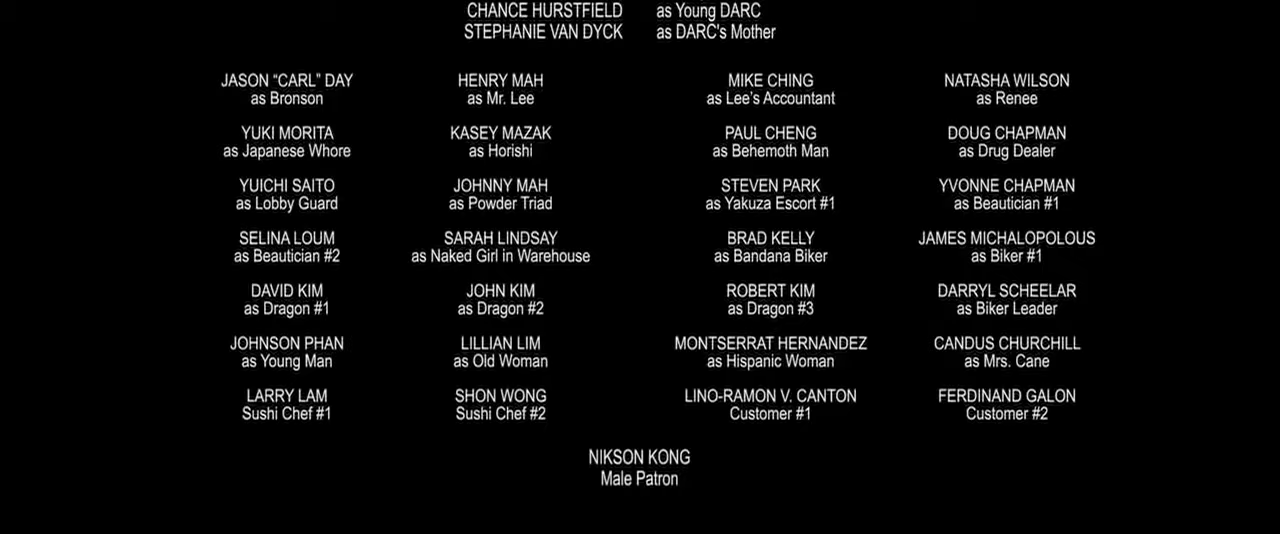 CHANCE HURSTFIELD as Young DARC
STEPHANIE VAN DYCK as DARC's Mother
JASON “CARL” DAY HENRY MAH MIKE CHING NATASHA WILSON
as Bronson as Mr. Lee as Lee’s Accountant as Renee
YUKI MORITA KASEY MAZAK PAUL CHENG DOUG CHAPMAN
as Japanese Whore as Horishi as Behemoth Man as Drug Dealer
YUICHI SAITO JOHNNY MAH STEVEN PARK YVONNE CHAPMAN
as Lobby Guard as Powder Triad as Yakuza Escort #1 as Beautician #1
SELINA LOUM SARAH LINDSAY BRAD KELLY JAMES MICHALOPOLOUS
as Beautician #2 as Naked Girl in Warehouse as Bandana Biker as Biker #1
DAVID KIM JOHN KIM ROBERT KIM DARRYL SCHEELAR
as Dragon #1 as Dragon #2 as Dragon #3 as Biker Leader
JOHNSON PHAN LILLIAN LIM MONTSERRAT HERNANDEZ CANDUS CHURCHILL
as Young Man as Old Woman as Hispanic Woman as Mrs. Cane
LARRY LAM SHON WONG LINO-RAMON V. CANTON FERDINAND GALON
Sushi Chef #1 Sushi Chef #2 Customer #1 Customer #2
NIKSON KONG
Male Patron